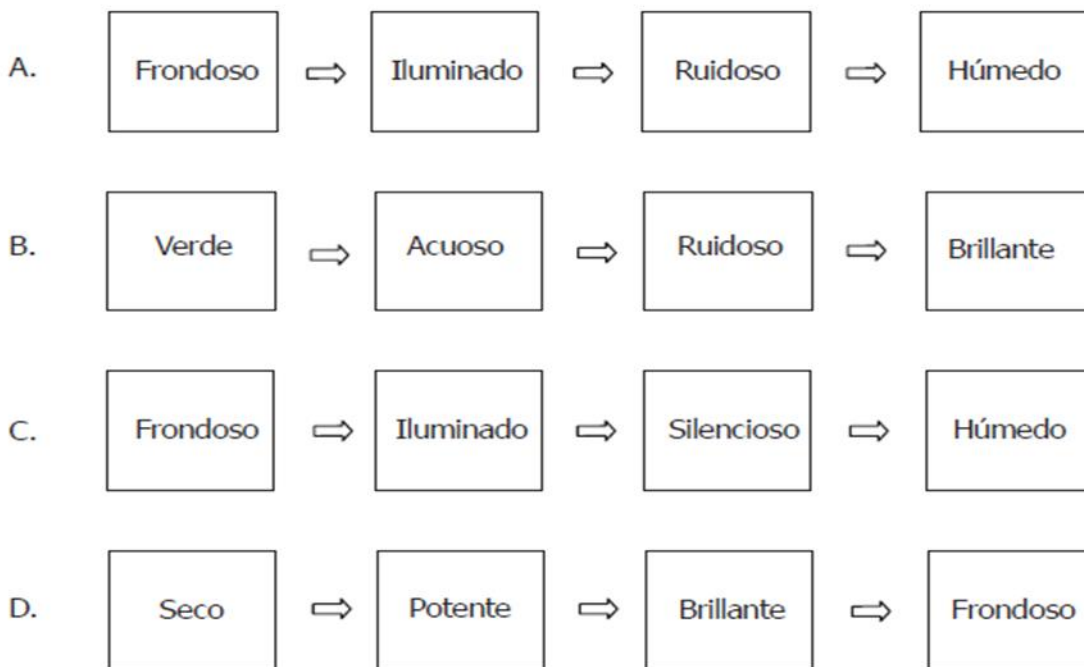 A. Frondoso ⇨ Iluminado ⇨ Ruidoso ⇨ Húmedo
B. Verde ⇨ Acuoso ⇨ Ruidoso ⇨ Brillante
C. Frondoso ⇨ Iluminado ⇨ Silencioso ⇨ Húmedo
D. Seco ⇨ Potente ⇨ Brillante ⇨ Frondoso